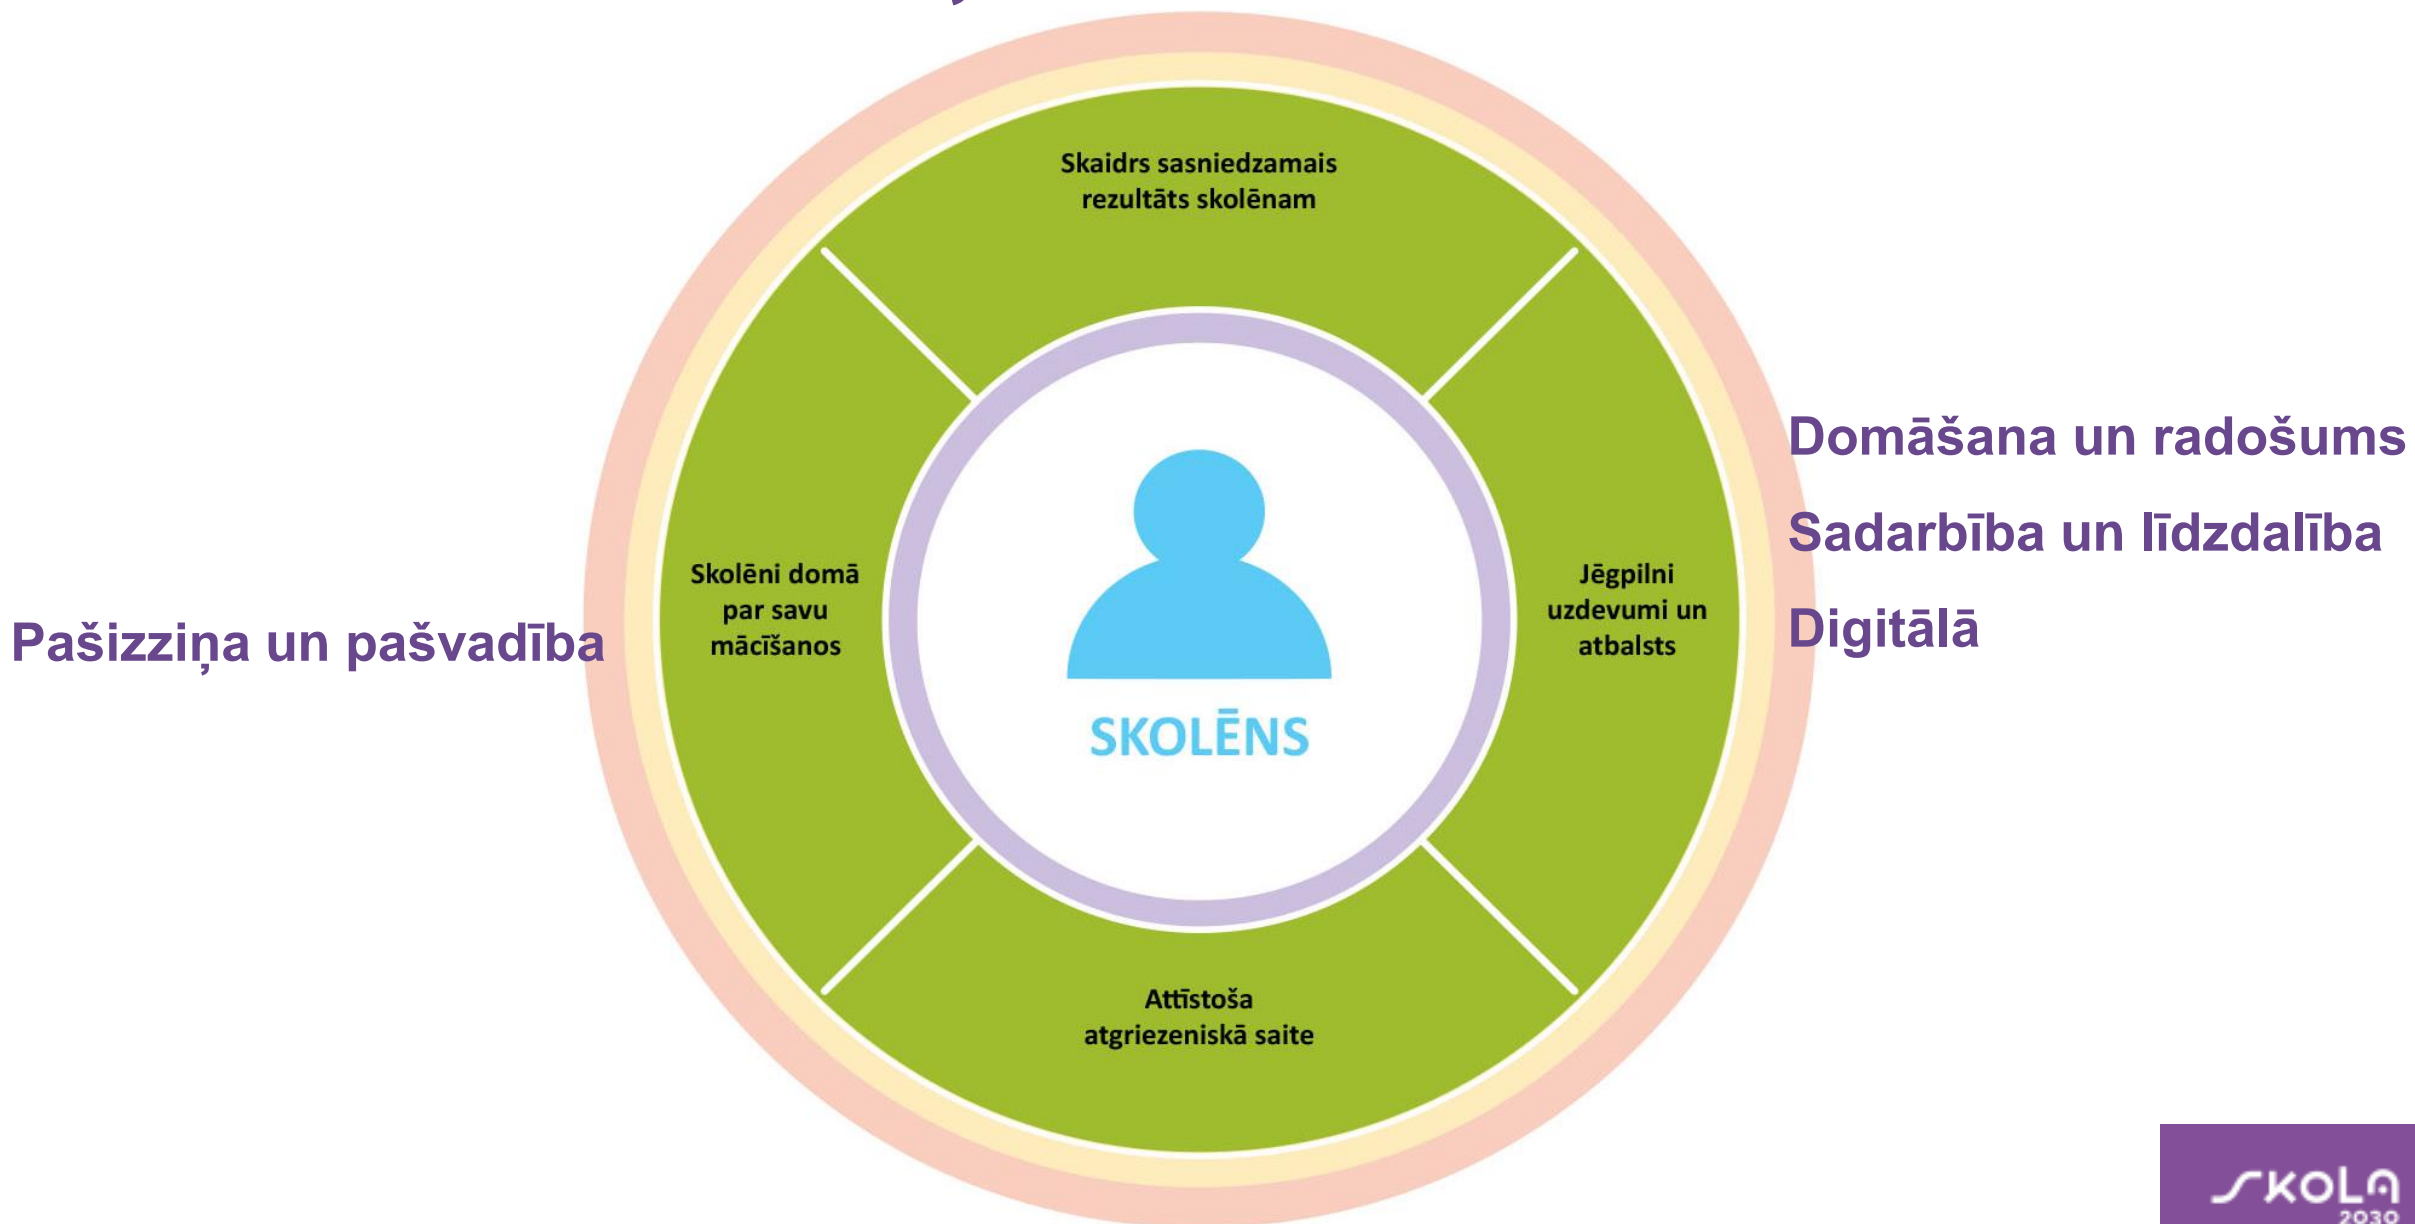 Skaidrs sasniedzamais
rezultāts skolēnam
Domāšana un radošums
Sadarbība un līdzdalība
Digitālā
Skolēni domā
par savu
mācīšanos
Jēgpilni
uzdevumi un
atbalsts
Pašizziņa un pašvadība
SKOLĒNS
Attīstoša
atgriezeniskā saite
SKOLA
2030